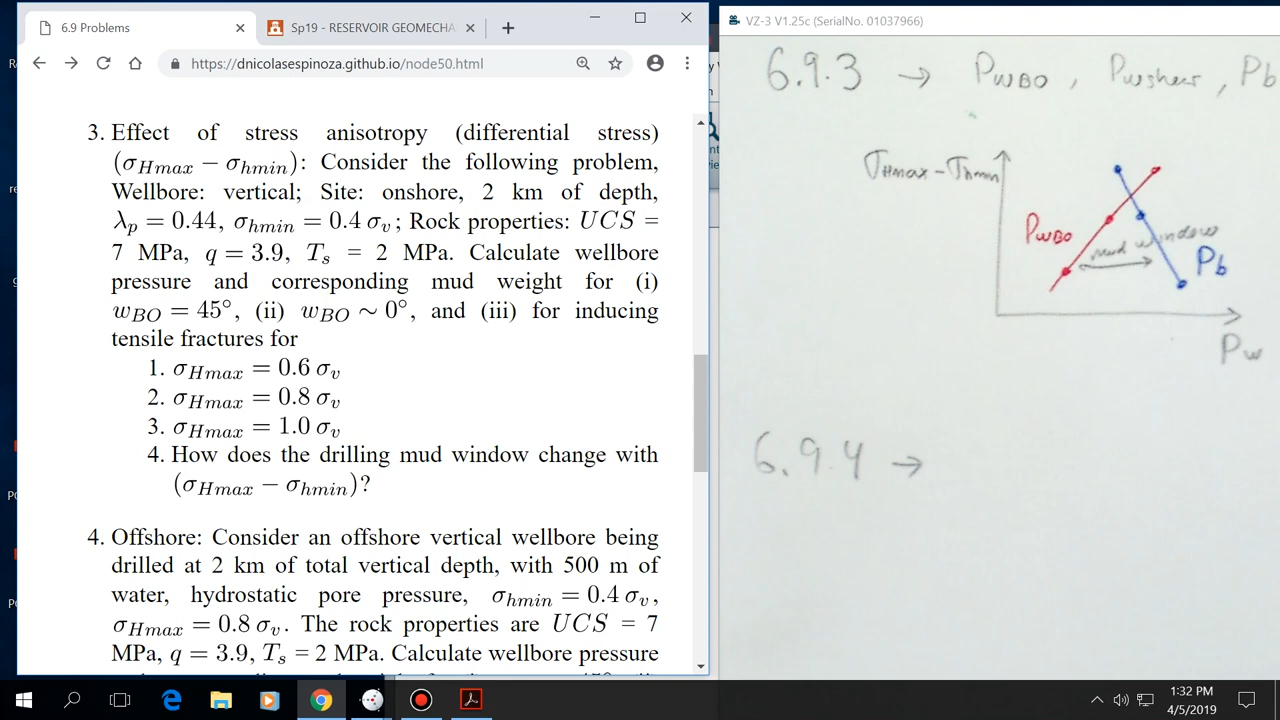 6.9 Problems
Sp19 - RESERVOIR GEOMECHA
VZ-3 V1.25c (SerialNo. 01037966)
https://dnicolasespinoza.github.io/node50.html
6.9.3 → PWBO , PWshear , Pb
3. Effect of stress anisotropy (differential stress)
(σHmax − σhmin): Consider the following problem,
Wellbore: vertical; Site: onshore, 2 km of depth,
λp = 0.44, σhmin = 0.4 σv; Rock properties: UCS =
7 MPa, q = 3.9, Ts = 2 MPa. Calculate wellbore
pressure and corresponding mud weight for (i)
wBO = 45°, (ii) wBO ∼ 0°, and (iii) for inducing
tensile fractures for
1. σHmax = 0.6 σv
2. σHmax = 0.8 σv
3. σHmax = 1.0 σv
4. How does the drilling mud window change with
(σHmax − σhmin)?
4. Offshore: Consider an offshore vertical wellbore being
drilled at 2 km of total vertical depth, with 500 m of
water, hydrostatic pore pressure, σhmin = 0.4 σv,
σHmax = 0.8 σv. The rock properties are UCS = 7
MPa, q = 3.9, Ts = 2 MPa. Calculate wellbore pressure
σHmax − σhmin
PWBO
mud window
Pb
Pw
6.9.4 →
1:32 PM
4/5/2019